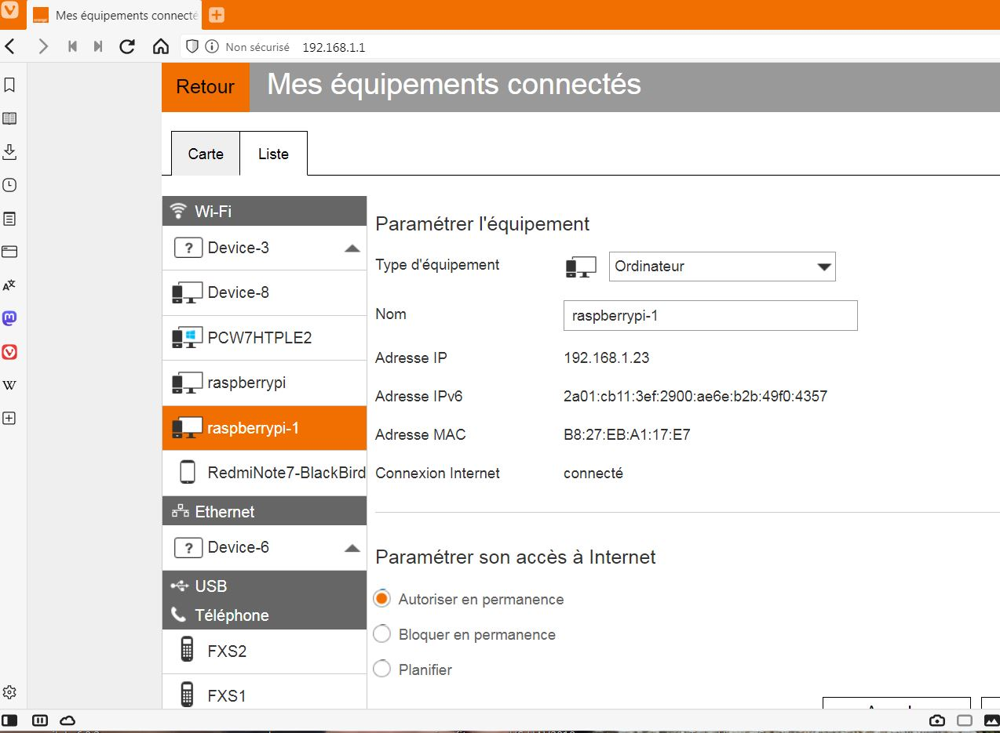 Mes équipements connecté
Non sécurisé 192.168.1.1
Retour
Mes équipements connectés
Carte
Liste
Wi-Fi
Device-3
Device-8
PCW7HTPLE2
raspberrypi
raspberrypi-1
RedmiNote7-BlackBird
Ethernet
Device-6
USB
Téléphone
FXS2
FXS1
Paramétrer l'équipement
Type d'équipement Ordinateur
Nom raspberrypi-1
Adresse IP 192.168.1.23
Adresse IPv6 2a01:cb11:3ef:2900:ae6e:b2b:49f0:4357
Adresse MAC B8:27:EB:A1:17:E7
Connexion Internet connecté
Paramétrer son accès à Internet
Autoriser en permanence
Bloquer en permanence
Planifier